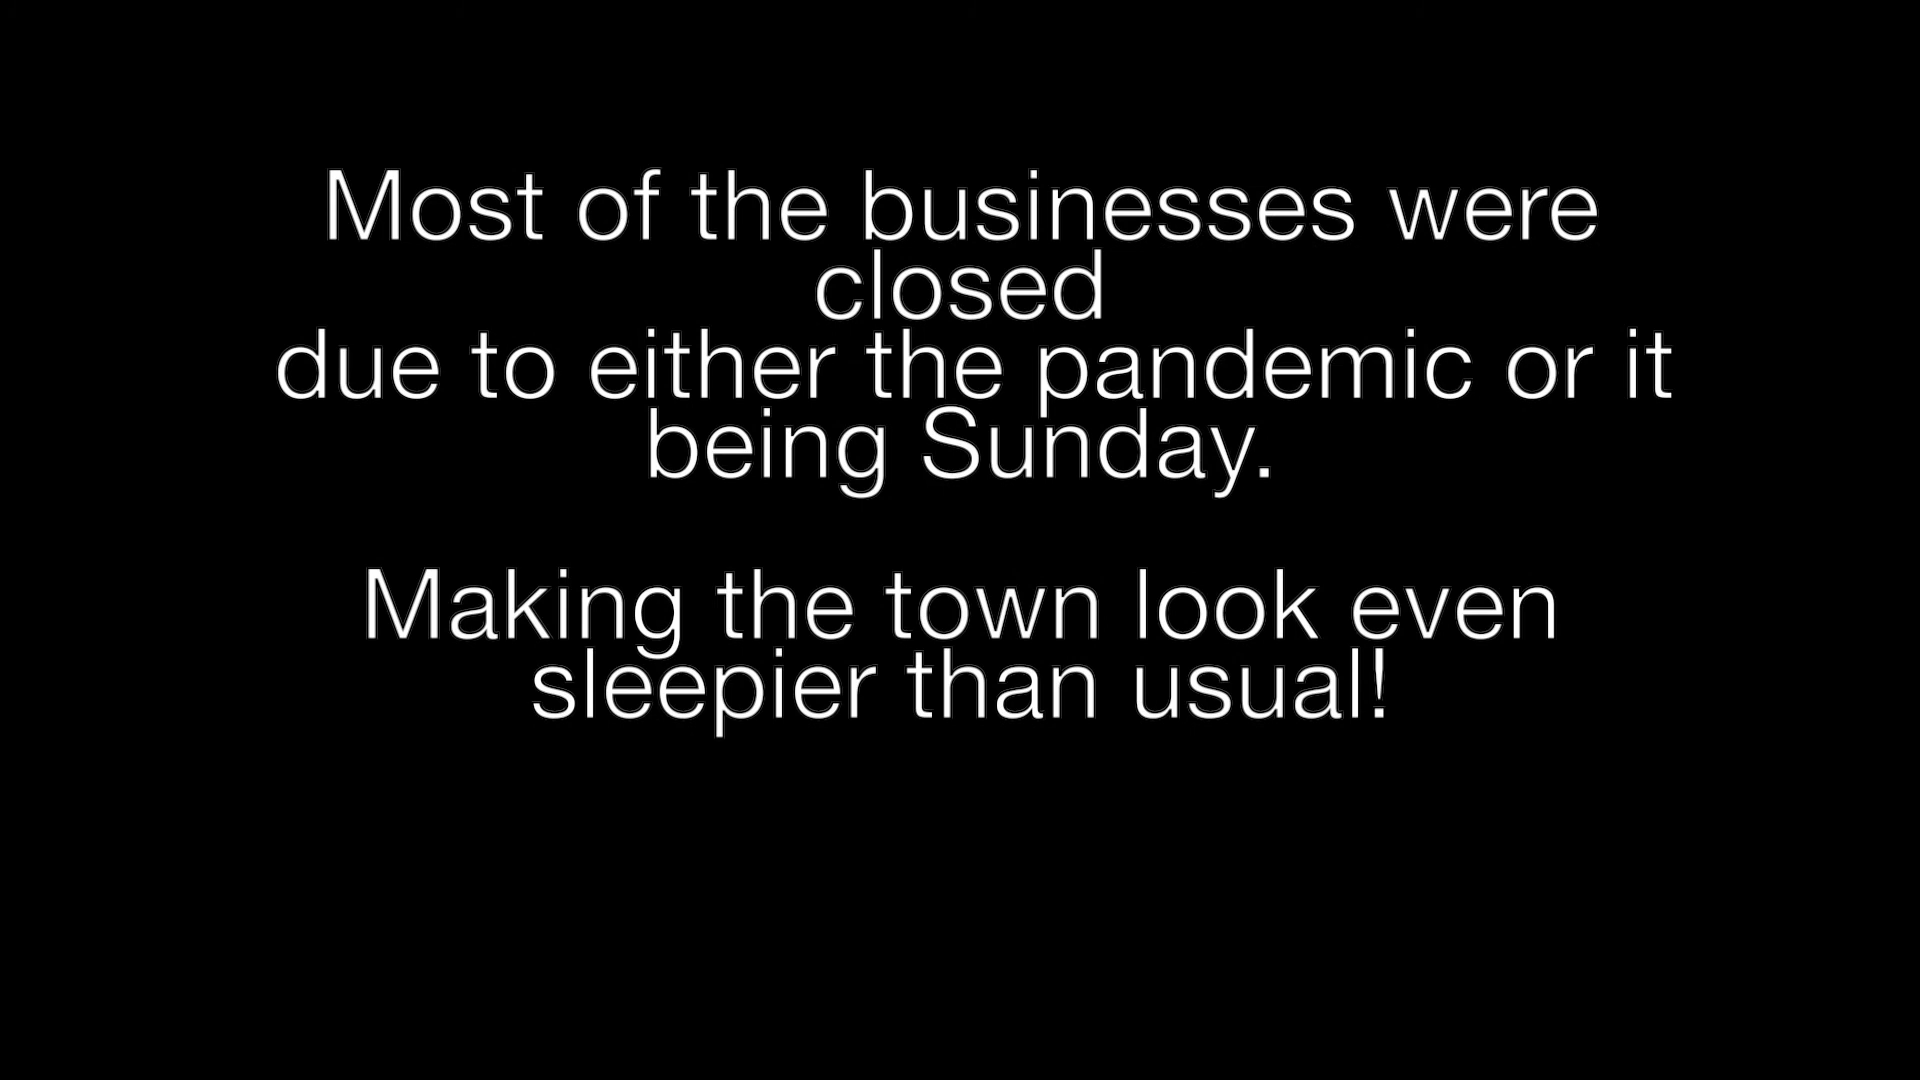 Most of the businesses were
closed
due to either the pandemic or it
being Sunday.
Making the town look even
sleepier than usual!